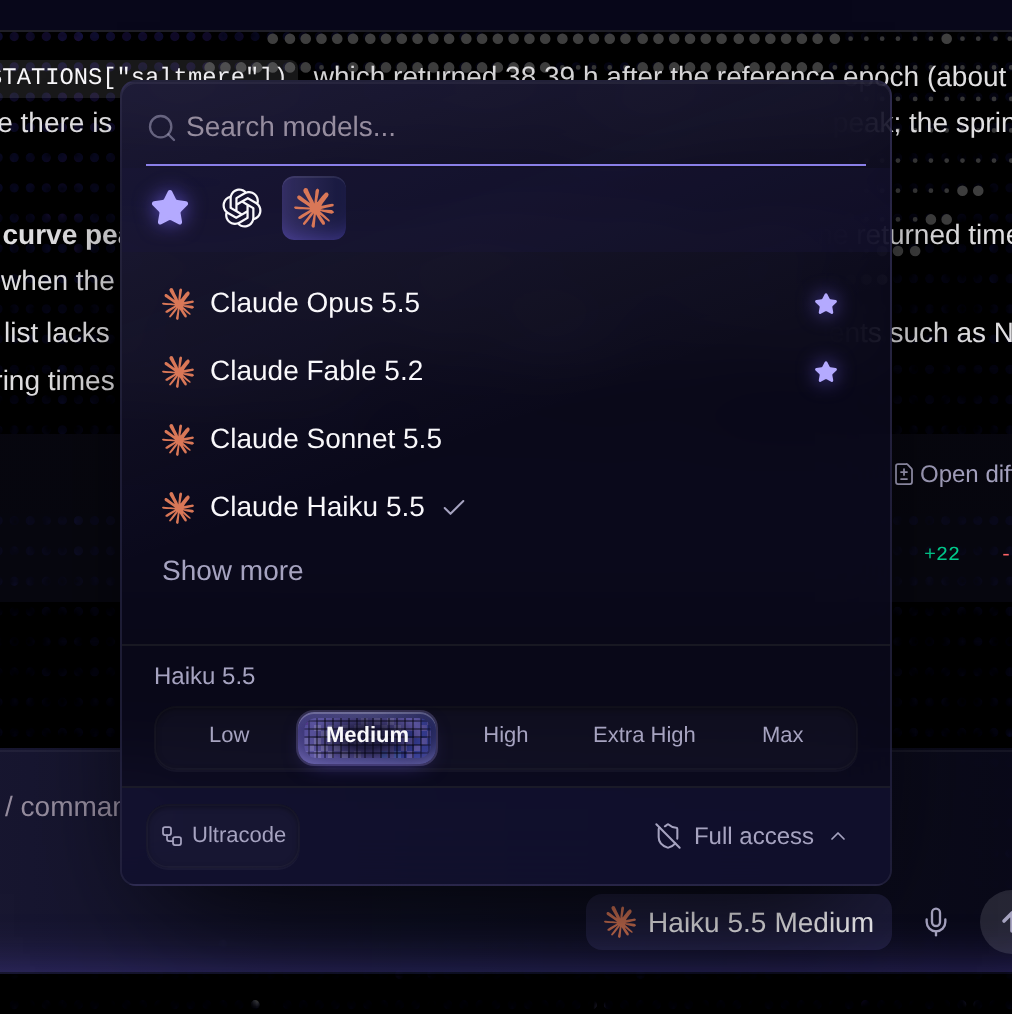 STATIONS["saltmere"]), which returned 38.39 h after the reference epoch (about
e there is peak; the sprin
Search models...
curve pea returned time
when the
Claude Opus 5.5
list lacks nts such as N
Claude Fable 5.2
ring times
Claude Sonnet 5.5
Open diff
Claude Haiku 5.5
+22 -
Show more
Haiku 5.5
Low Medium High Extra High Max
/ comman
Ultracode Full access
Haiku 5.5 Medium